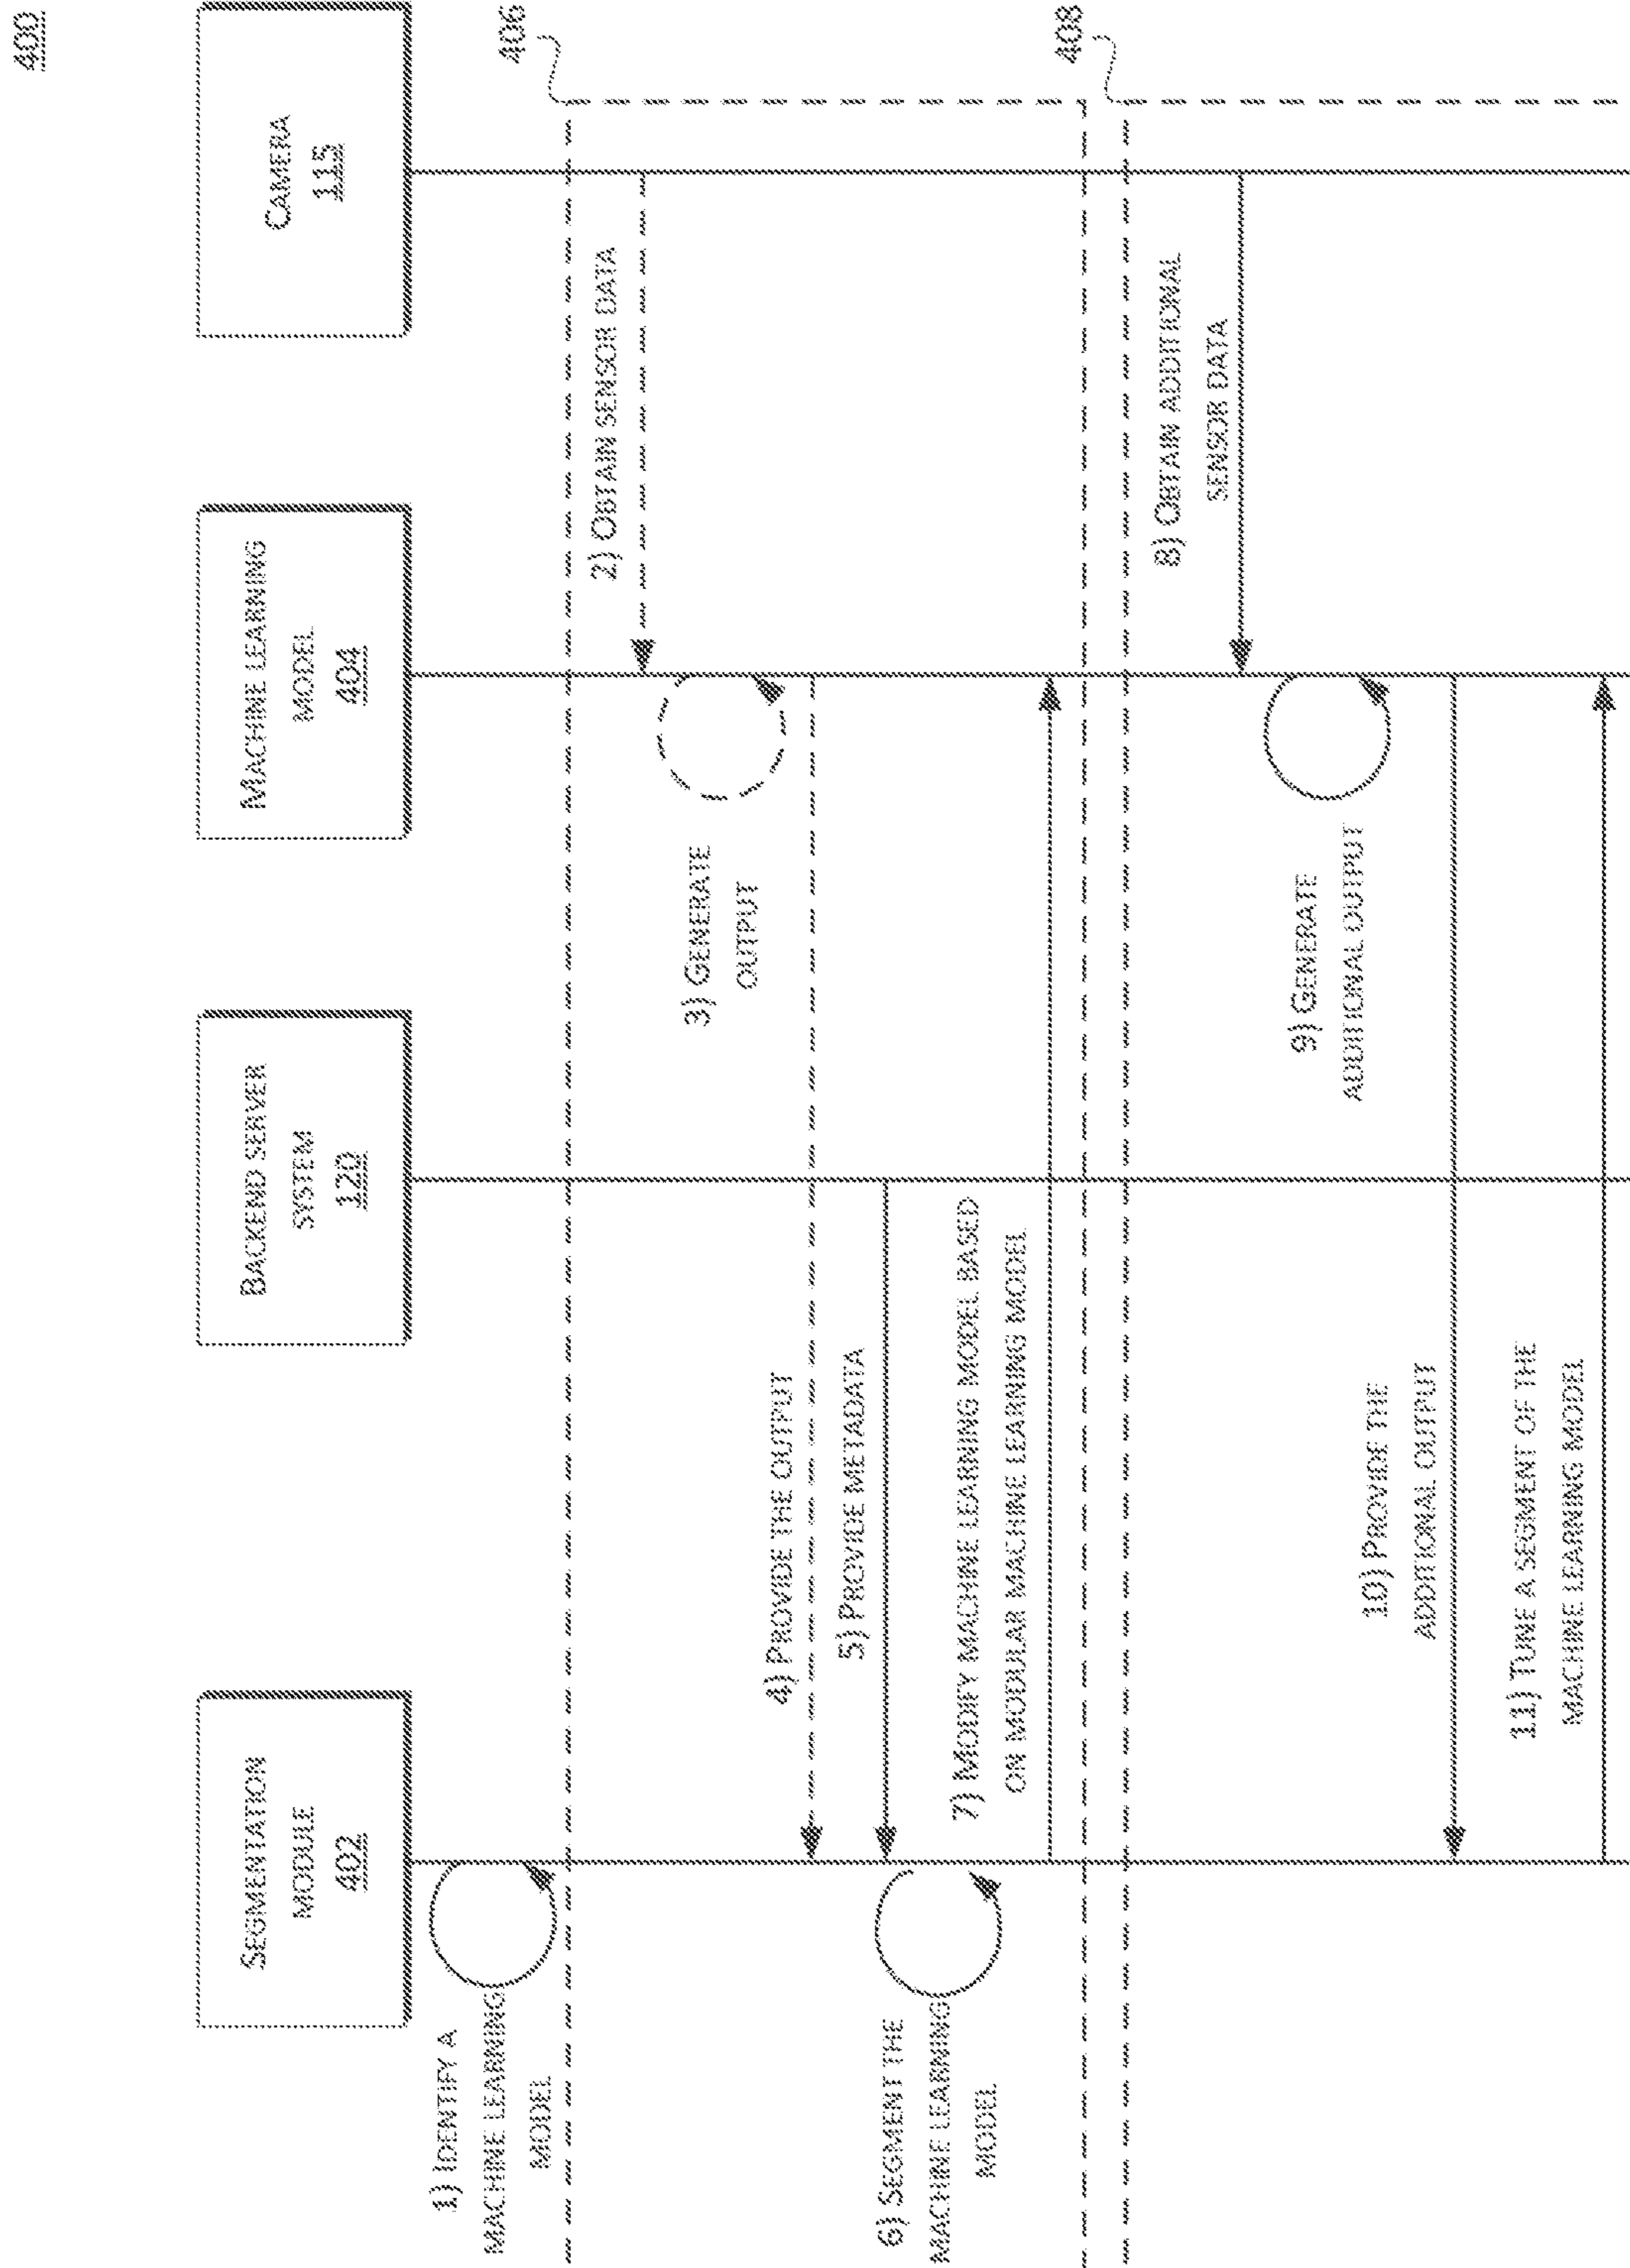 400
SEGMENTATION
MODULE
402
BACKEND SERVER
SYSTEM
120
MACHINE LEARNING
MODEL
404
CAMERA
115
1) IDENTIFY A
MACHINE LEARNING
MODEL
406
2) OBTAIN SENSOR DATA
3) GENERATE
OUTPUT
4) PROVIDE THE OUTPUT
5) PROVIDE METADATA
6) SEGMENT THE
MACHINE LEARNING
MODEL
7) MODIFY MACHINE LEARNING MODEL BASED
ON MODULAR MACHINE LEARNING MODEL
408
8) OBTAIN ADDITIONAL
SENSOR DATA
9) GENERATE
ADDITIONAL OUTPUT
10) PROVIDE THE
ADDITIONAL OUTPUT
11) TUNE A SEGMENT OF THE
MACHINE LEARNING MODEL